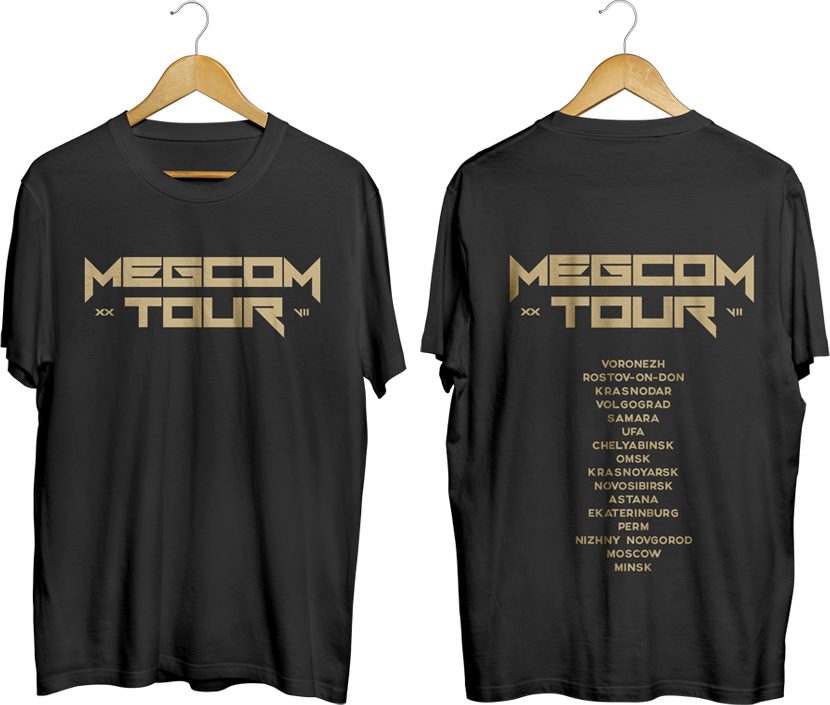 MEGCOM
XX TOUR VII
MEGCOM
XX TOUR VII
VORONEZH
ROSTOV-ON-DON
KRASNODAR
VOLGOGRAD
SAMARA
UFA
CHELYABINSK
OMSK
KRASNOYARSK
NOVOSIBIRSK
ASTANA
EKATERINBURG
PERM
NIZHNY NOVGOROD
MOSCOW
MINSK